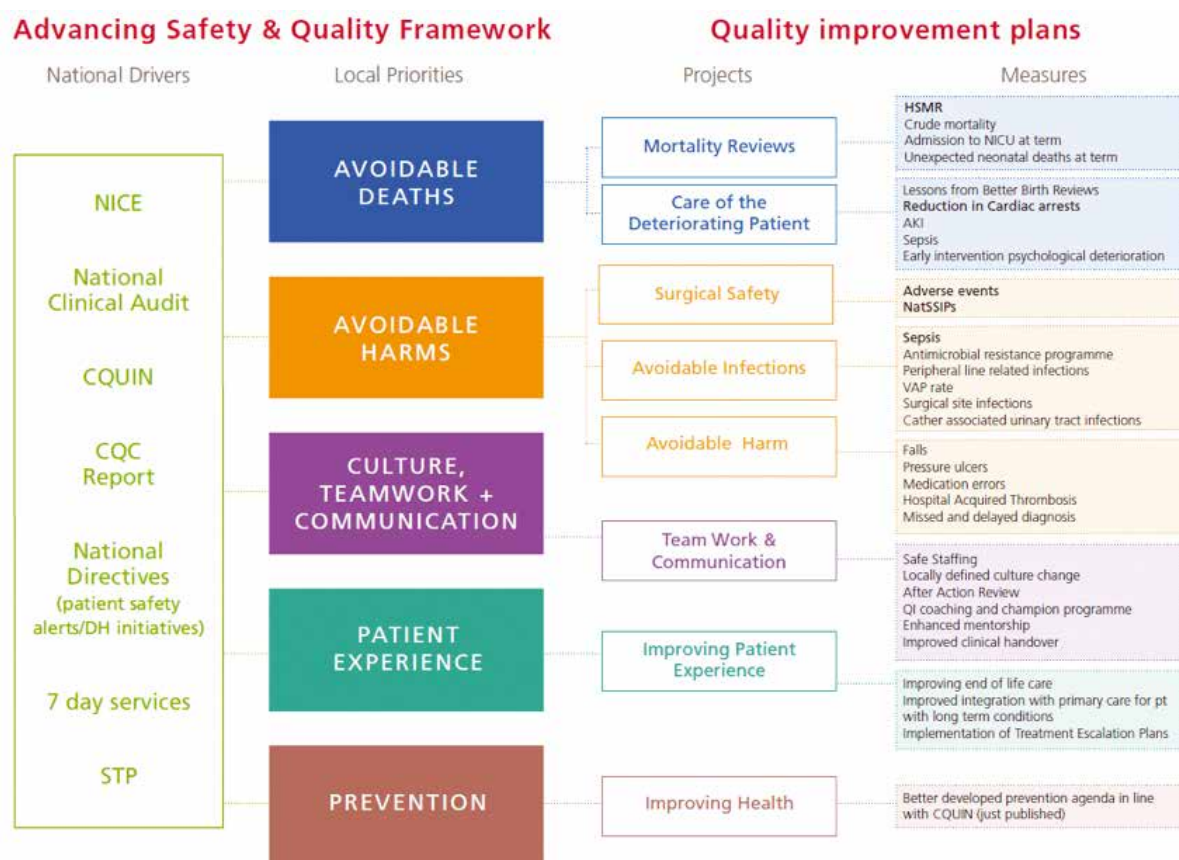 Advancing Safety & Quality Framework
Quality improvement plans
National Drivers
Local Priorities
Projects
Measures
NICE
National
Clinical Audit
CQUIN
CQC
Report
National
Directives
(patient safety
alerts/DH initiatives)
7 day services
STP
AVOIDABLE
DEATHS
AVOIDABLE
HARMS
CULTURE,
TEAMWORK +
COMMUNICATION
PATIENT
EXPERIENCE
PREVENTION
Mortality Reviews
Care of the
Deteriorating Patient
Surgical Safety
Avoidable Infections
Avoidable Harm
Team Work &
Communication
Improving Patient
Experience
Improving Health
HSMR
Crude mortality
Admission to NICU at term
Unexpected neonatal deaths at term
Lessons from Better Birth Reviews
Reduction in Cardiac arrests
AKI
Sepsis
Early intervention psychological deterioration
Adverse events
NatSSIPs
Sepsis
Antimicrobial resistance programme
Peripheral line related infections
VAP rate
Surgical site infections
Cather associated urinary tract infections
Falls
Pressure ulcers
Medication errors
Hospital Acquired Thrombosis
Missed and delayed diagnosis
Safe Staffing
Locally defined culture change
After Action Review
QI coaching and champion programme
Enhanced mentorship
Improved clinical handover
Improving end of life care
Improved integration with primary care for pt
with long term conditions
Implementation of Treatment Escalation Plans
Better developed prevention agenda in line
with CQUIN (just published)